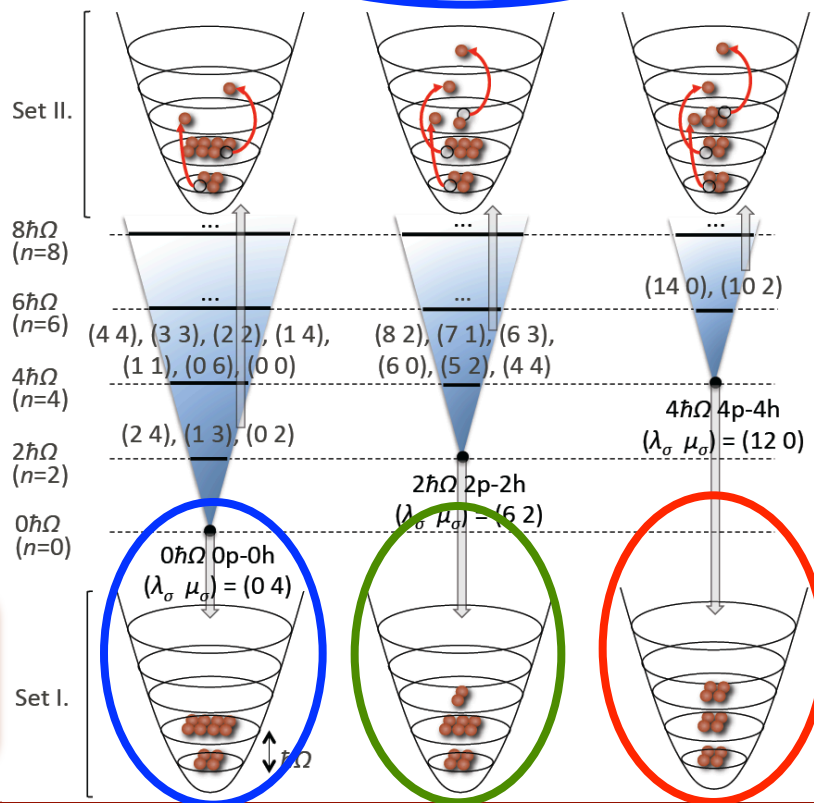 Set II.
...
...
...
8ħΩ
(n=8)
(14 0), (10 2)
...
...
6ħΩ
(n=6)
(4 4), (3 3), (2 2), (1 4),
(1 1), (0 6), (0 0)
(8 2), (7 1), (6 3),
(6 0), (5 2), (4 4)
4ħΩ
(n=4)
4ħΩ 4p-4h
(λσ μσ) = (12 0)
(2 4), (1 3), (0 2)
2ħΩ
(n=2)
2ħΩ 2p-2h
(λσ μσ) = (6 2)
0ħΩ
(n=0)
0ħΩ 0p-0h
(λσ μσ) = (0 4)
Set I.
ħΩ